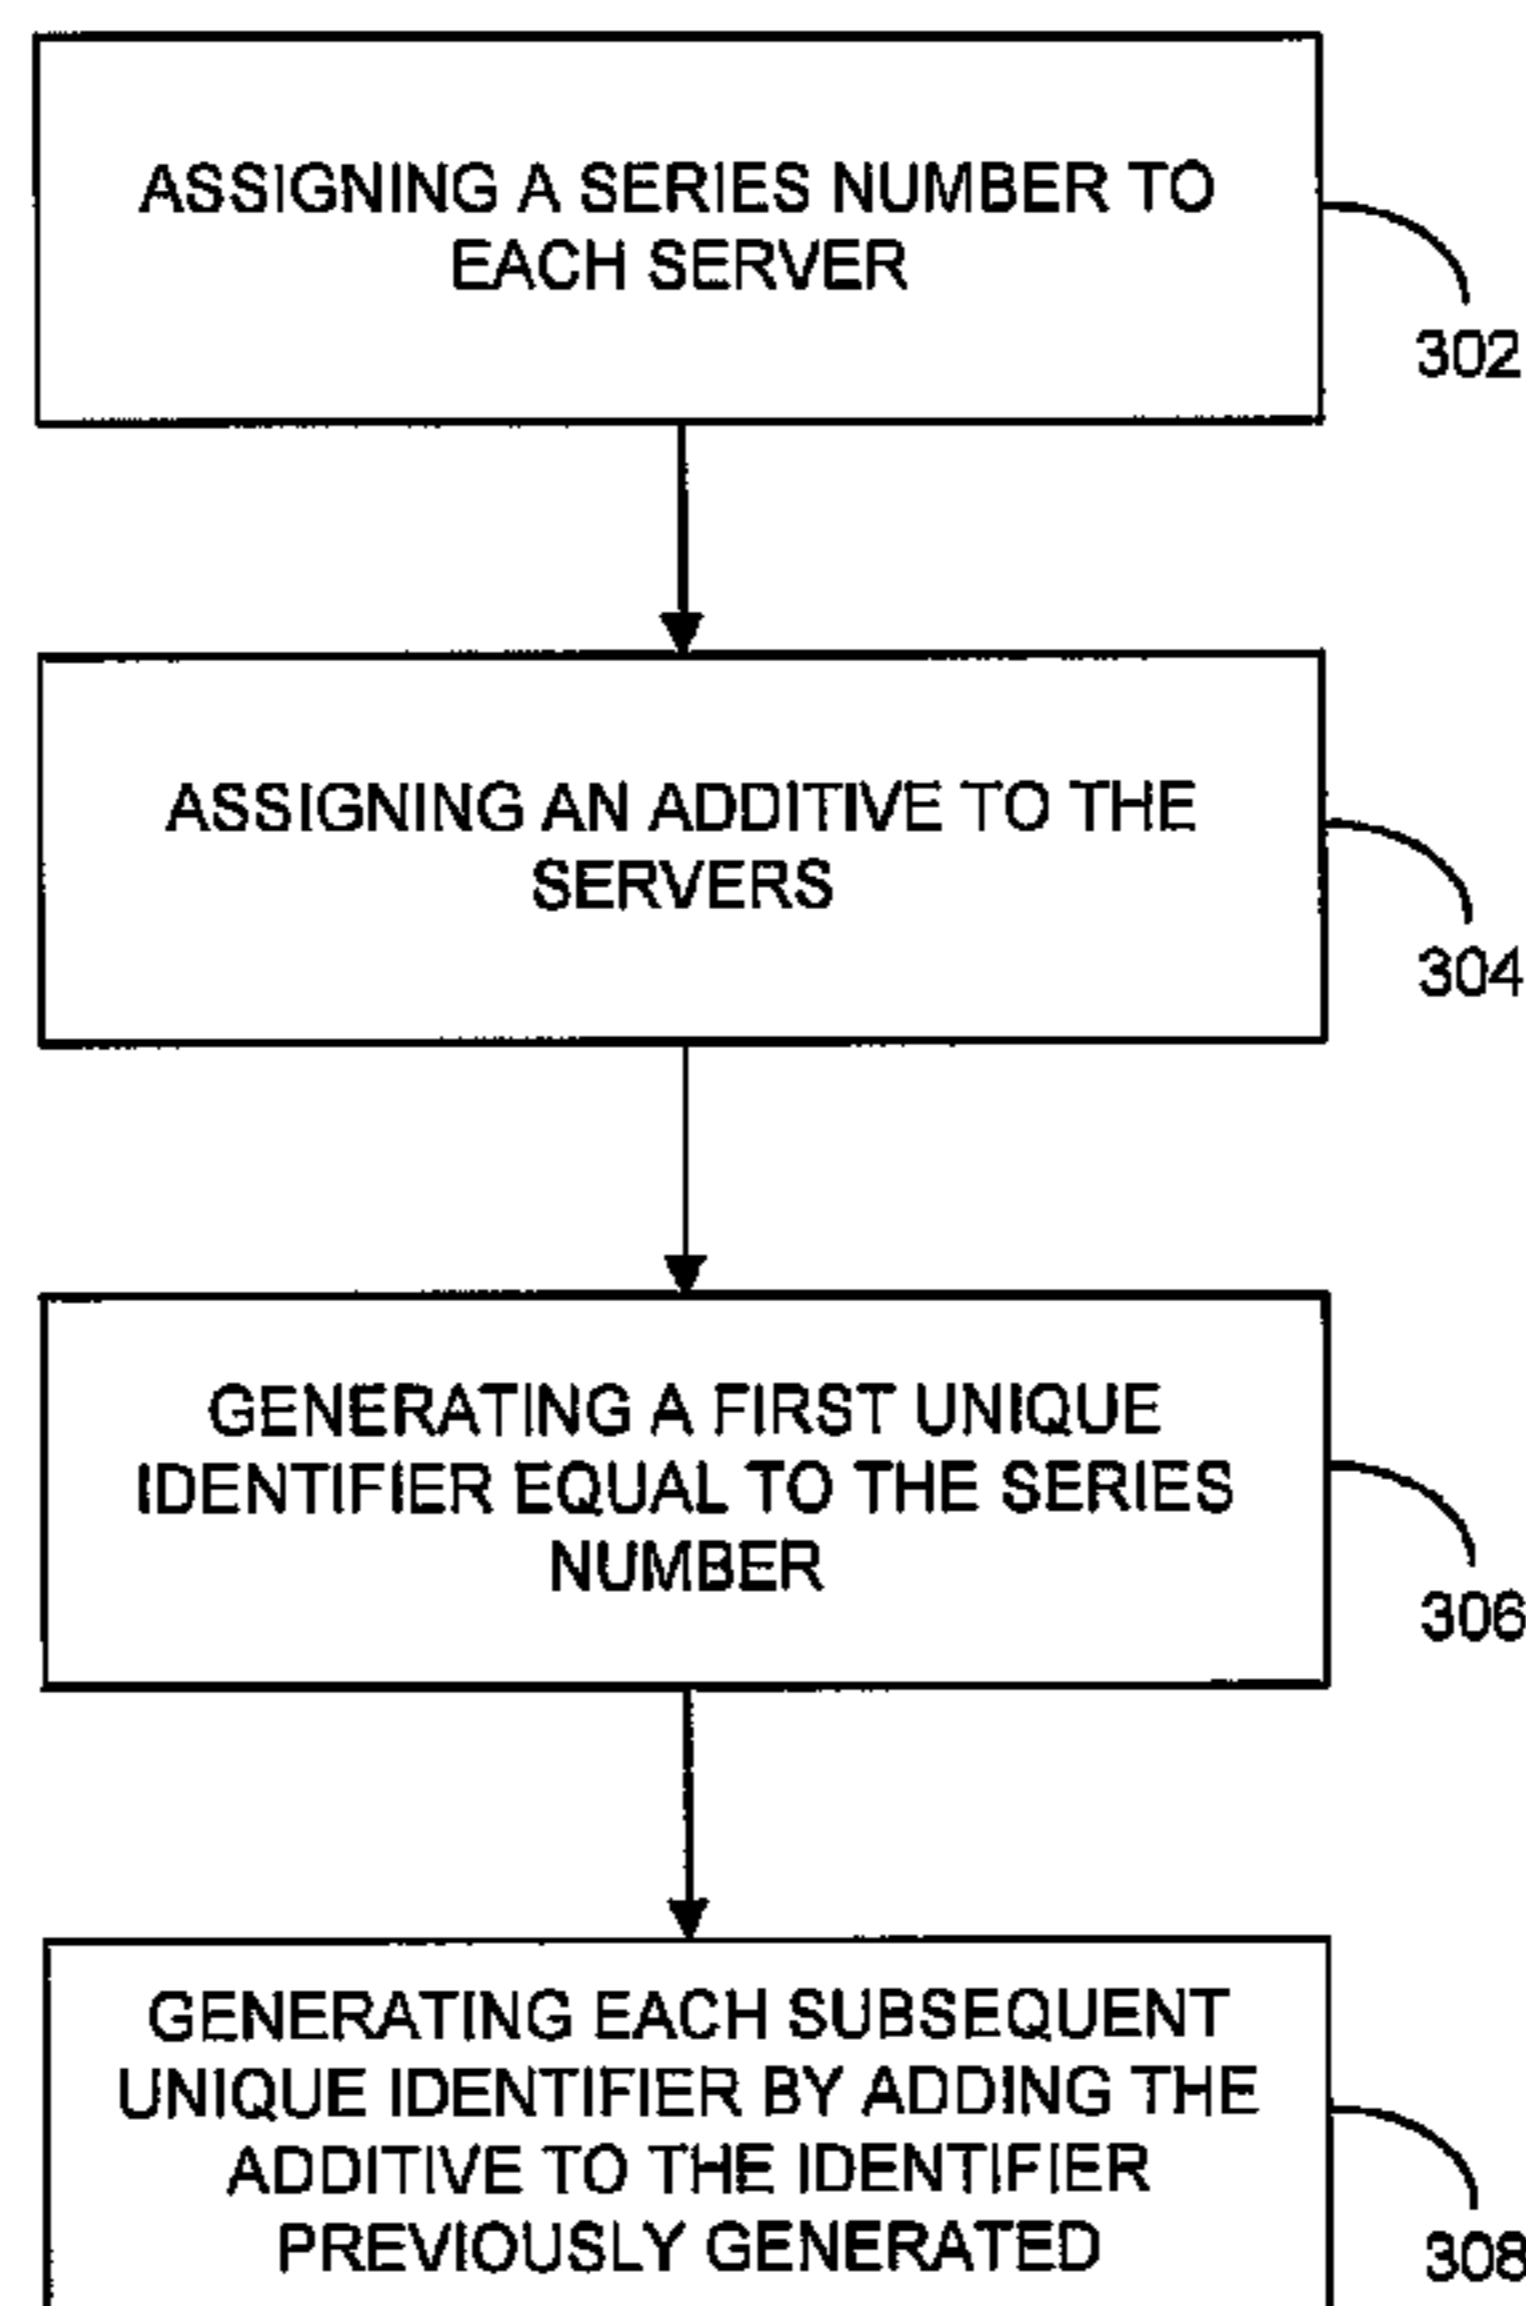 ASSIGNING A SERIES NUMBER TO
EACH SERVER
302
ASSIGNING AN ADDITIVE TO THE
SERVERS
304
GENERATING A FIRST UNIQUE
IDENTIFIER EQUAL TO THE SERIES
NUMBER
306
GENERATING EACH SUBSEQUENT
UNIQUE IDENTIFIER BY ADDING THE
ADDITIVE TO THE IDENTIFIER
PREVIOUSLY GENERATED
308